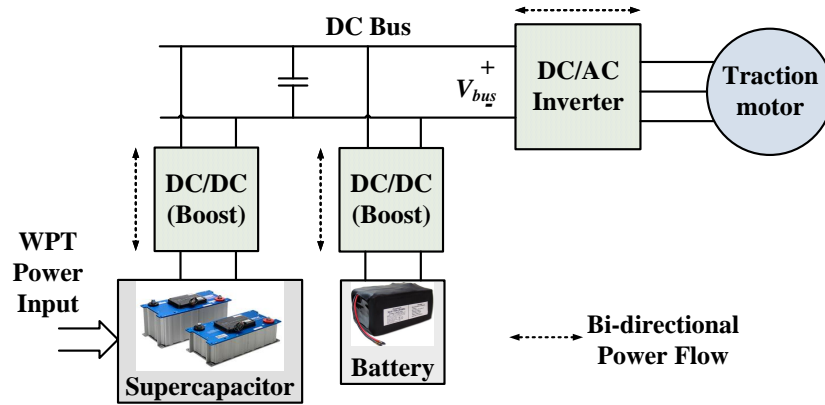 DC Bus
+
V_bus
-
DC/AC
Inverter
Traction
motor
DC/DC
(Boost)
DC/DC
(Boost)
WPT
Power
Input
Supercapacitor
Battery
Bi-directional
Power Flow